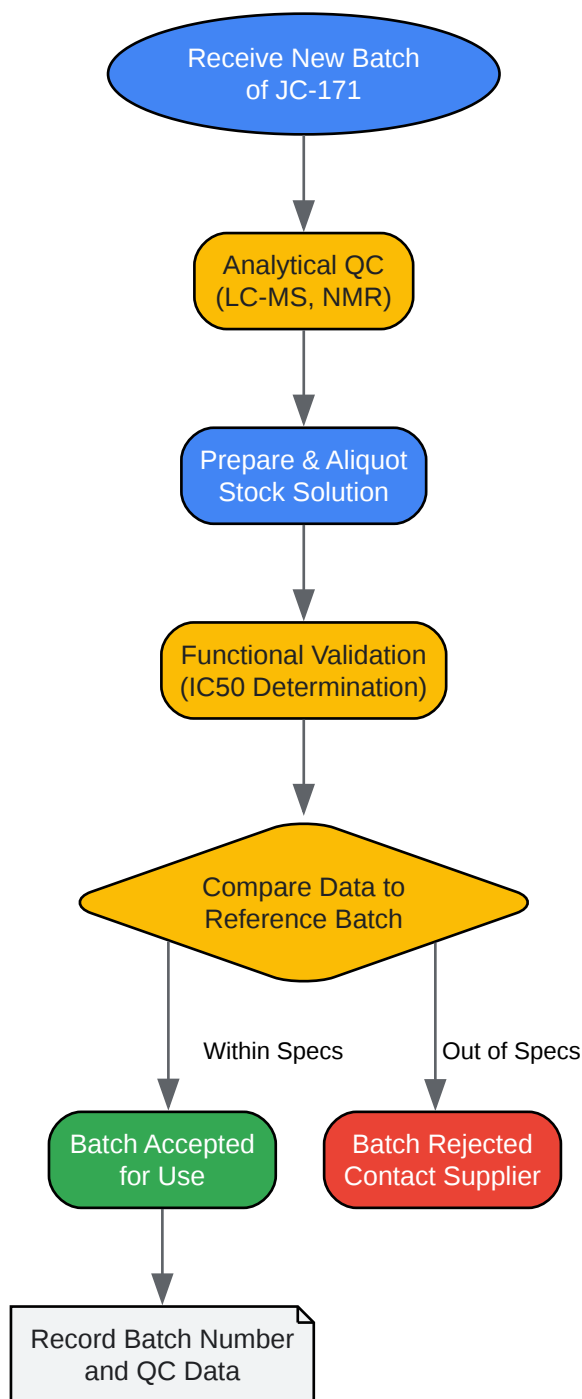 Receive New Batch
of JC-171
Analytical QC
(LC-MS, NMR)
Prepare & Aliquot
Stock Solution
Functional Validation
(IC50 Determination)
Compare Data to
Reference Batch
Within Specs
Out of Specs
Batch Accepted
for Use
Batch Rejected
Contact Supplier
Record Batch Number
and QC Data